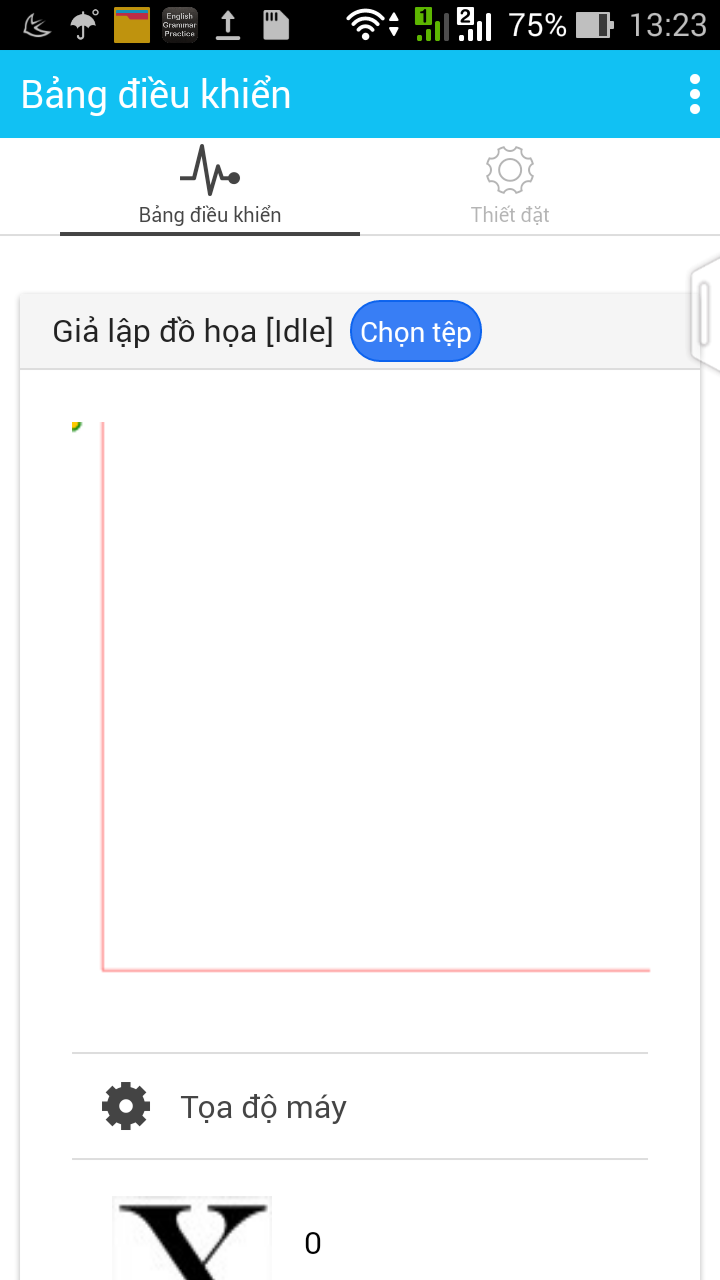 English
Grammar
Practice
1
2
75%
13:23
Bảng điều khiển
Bảng điều khiển
Thiết đặt
Giả lập đồ họa [Idle]
Chọn tệp
Tọa độ máy
X
0